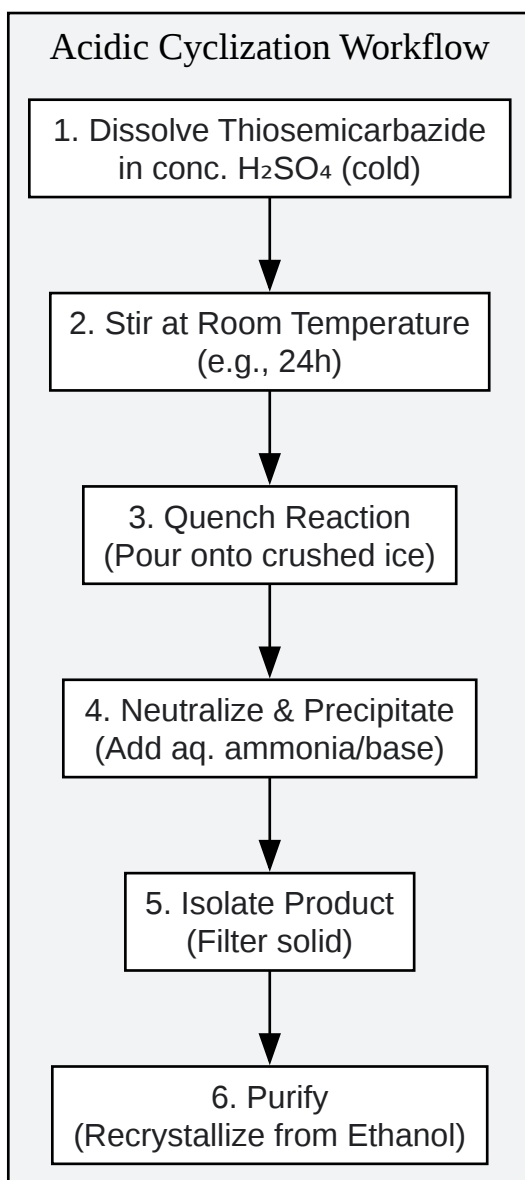 Acidic Cyclization Workflow
1. Dissolve Thiosemicarbazide
in conc. H₂SO₄ (cold)
2. Stir at Room Temperature
(e.g., 24h)
3. Quench Reaction
(Pour onto crushed ice)
4. Neutralize & Precipitate
(Add aq. ammonia/base)
5. Isolate Product
(Filter solid)
6. Purify
(Recrystallize from Ethanol)